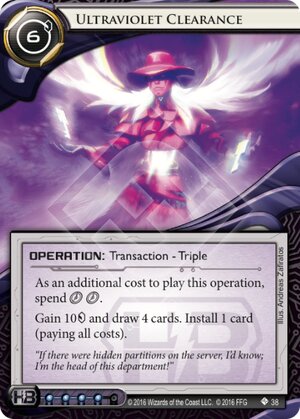 Ultraviolet Clearance
6
OPERATION: Transaction - Triple
As an additional cost to play this operation,
spend , .
Gain 10 and draw 4 cards. Install 1 card
(paying all costs).
"If there were hidden partitions on the server, I'd know;
I'm the head of this department!"
Illus. Andreas Zafiratos
HB
© 2016 Wizards of the Coast LLC. © 2016 FFG
38